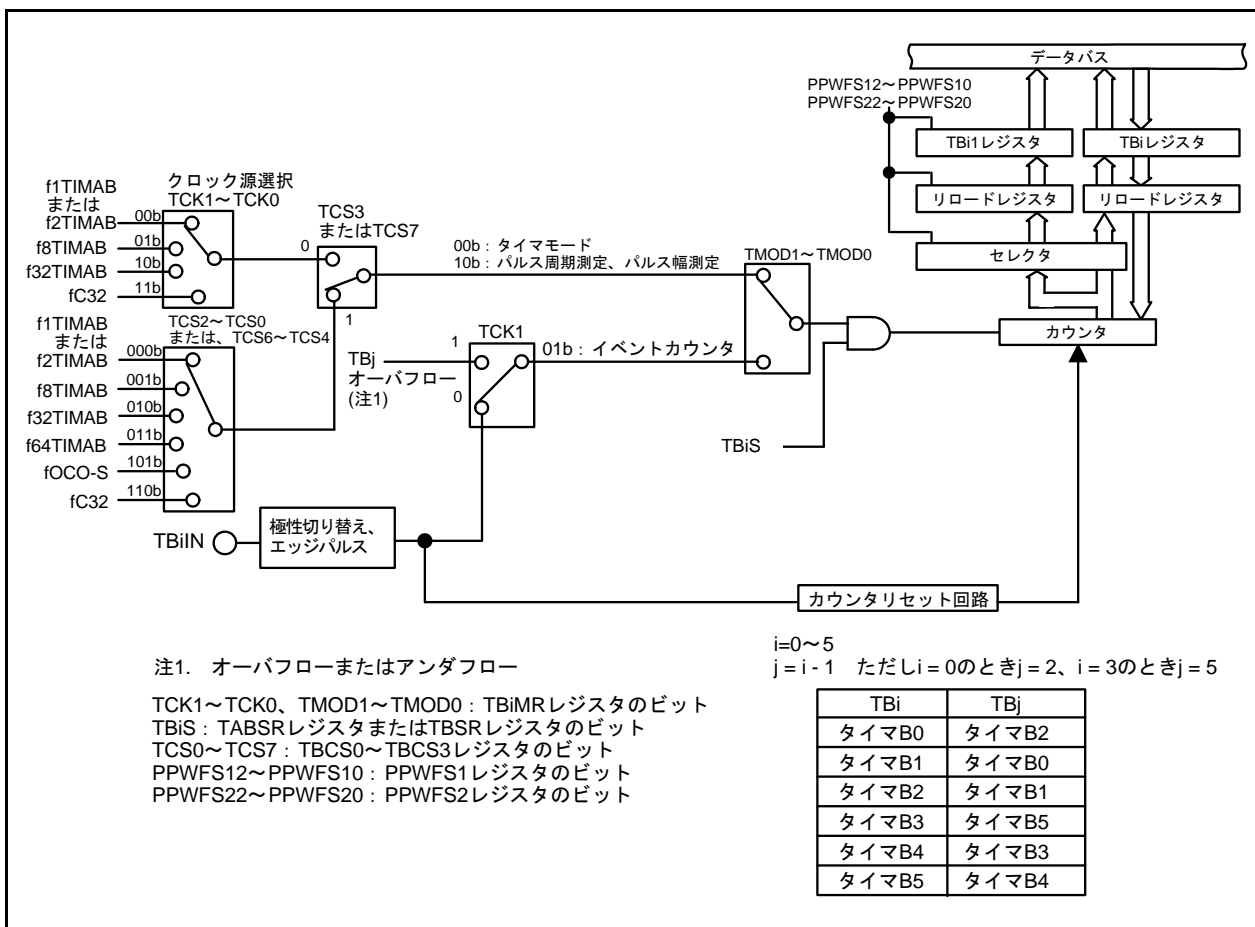 データバス
PPWFS12～PPWFS10
PPWFS22～PPWFS20
TBi1レジスタ
TBiレジスタ
リロードレジスタ
リロードレジスタ
セレクタ
カウンタ
f1TIMAB
または
f2TIMAB
f8TIMAB
f32TIMAB
fC32
00b
01b
10b
11b
クロック源選択
TCK1～TCK0
TCS3
またはTCS7
0
1
00b：タイマモード
10b：パルス周期測定、パルス幅測定
TMOD1～TMOD0
f1TIMAB
または
f2TIMAB
f8TIMAB
f32TIMAB
f64TIMAB
fOCO-S
fC32
000b
001b
010b
011b
101b
110b
TCS2～TCS0
または、TCS6～TCS4
TCK1
1
TBj
オーバフロー
(注1)
0
01b：イベントカウンタ
TBiS
TBiIN
極性切り替え、
エッジパルス
カウンタリセット回路
注1. オーバフローまたはアンダフロー
TCK1～TCK0、TMOD1～TMOD0：TBiMRレジスタのビット
TBiS：TABSRレジスタまたはTBSRレジスタのビット
TCS0～TCS7：TBCS0～TBCS3レジスタのビット
PPWFS12～PPWFS10：PPWFS1レジスタのビット
PPWFS22～PPWFS20：PPWFS2レジスタのビット
i=0～5
j = i - 1 ただしi = 0のときj = 2、i = 3のときj = 5
TBi TBj
タイマB0 タイマB2
タイマB1 タイマB0
タイマB2 タイマB1
タイマB3 タイマB5
タイマB4 タイマB3
タイマB5 タイマB4